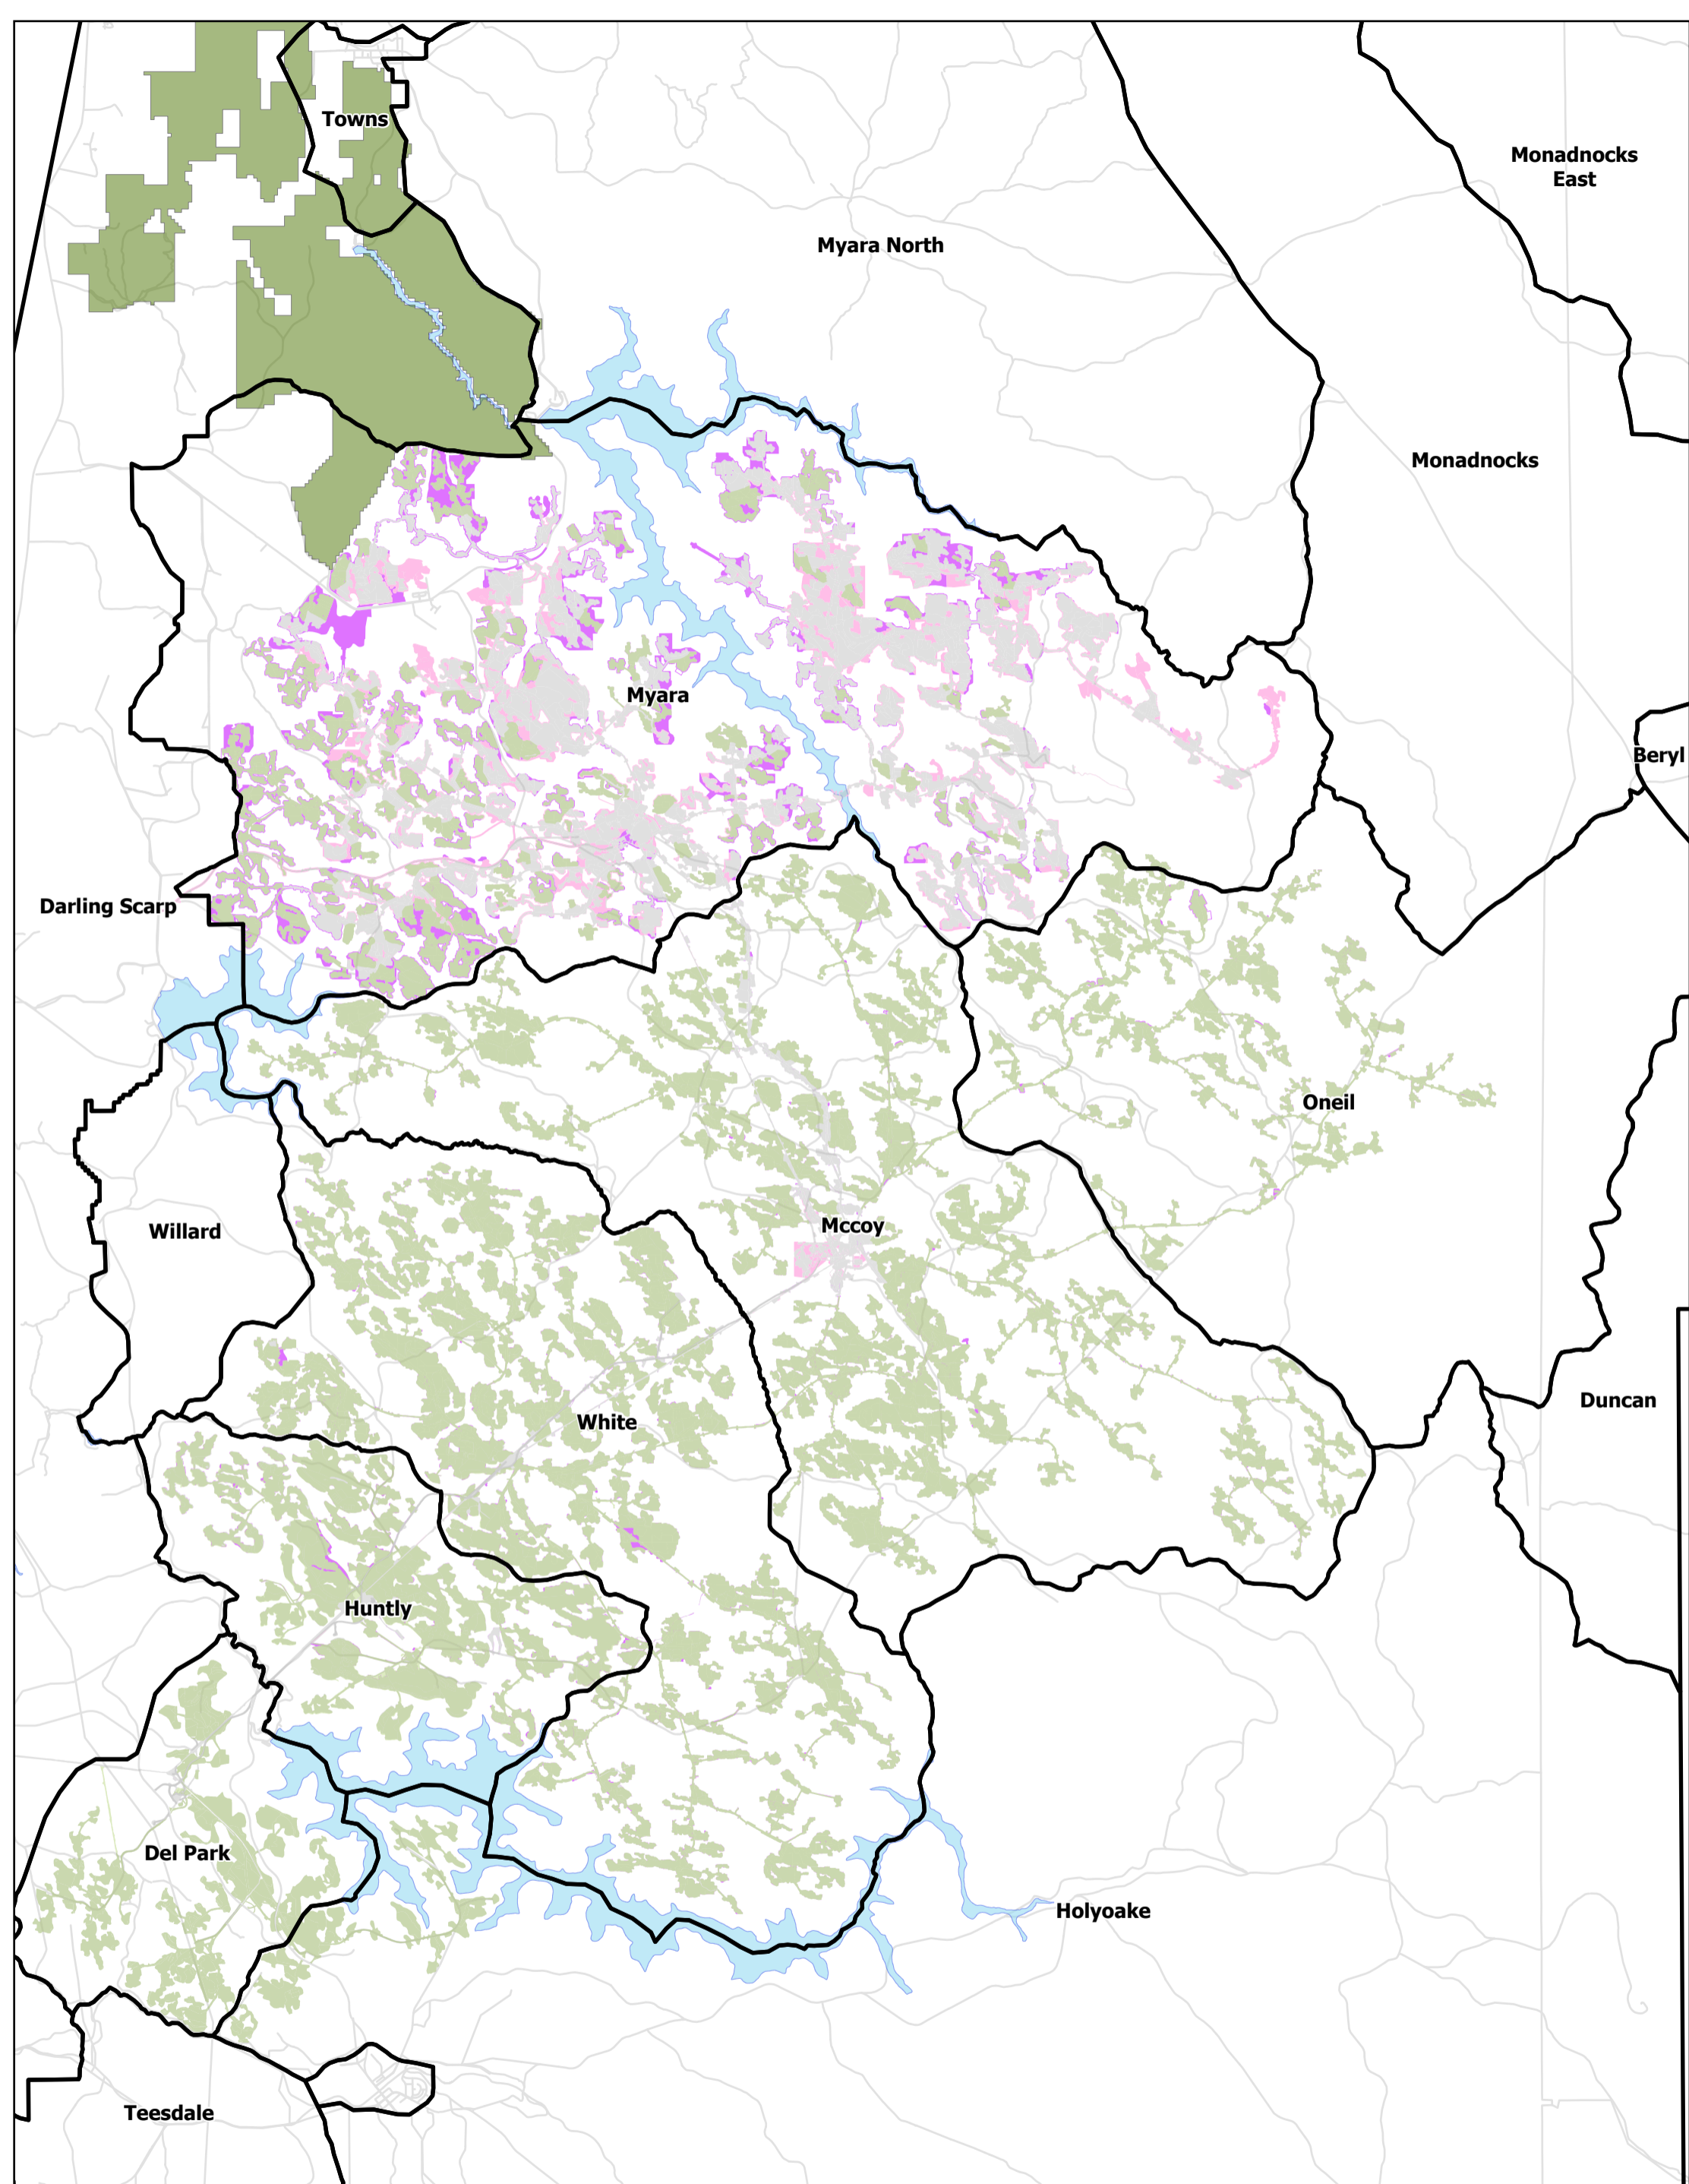 Towns
Monadnocks
East
Myara North
Monadnocks
Myara
Beryl
Darling Scarp
Oneil
Willard
Mccoy
Duncan
White
Huntly
Del Park
Holyoake
Teesdale